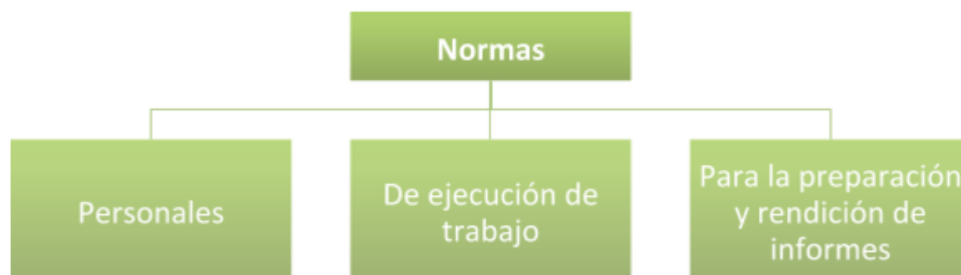 Normas
Personales
De ejecución de
trabajo
Para la preparación
y rendición de
informes